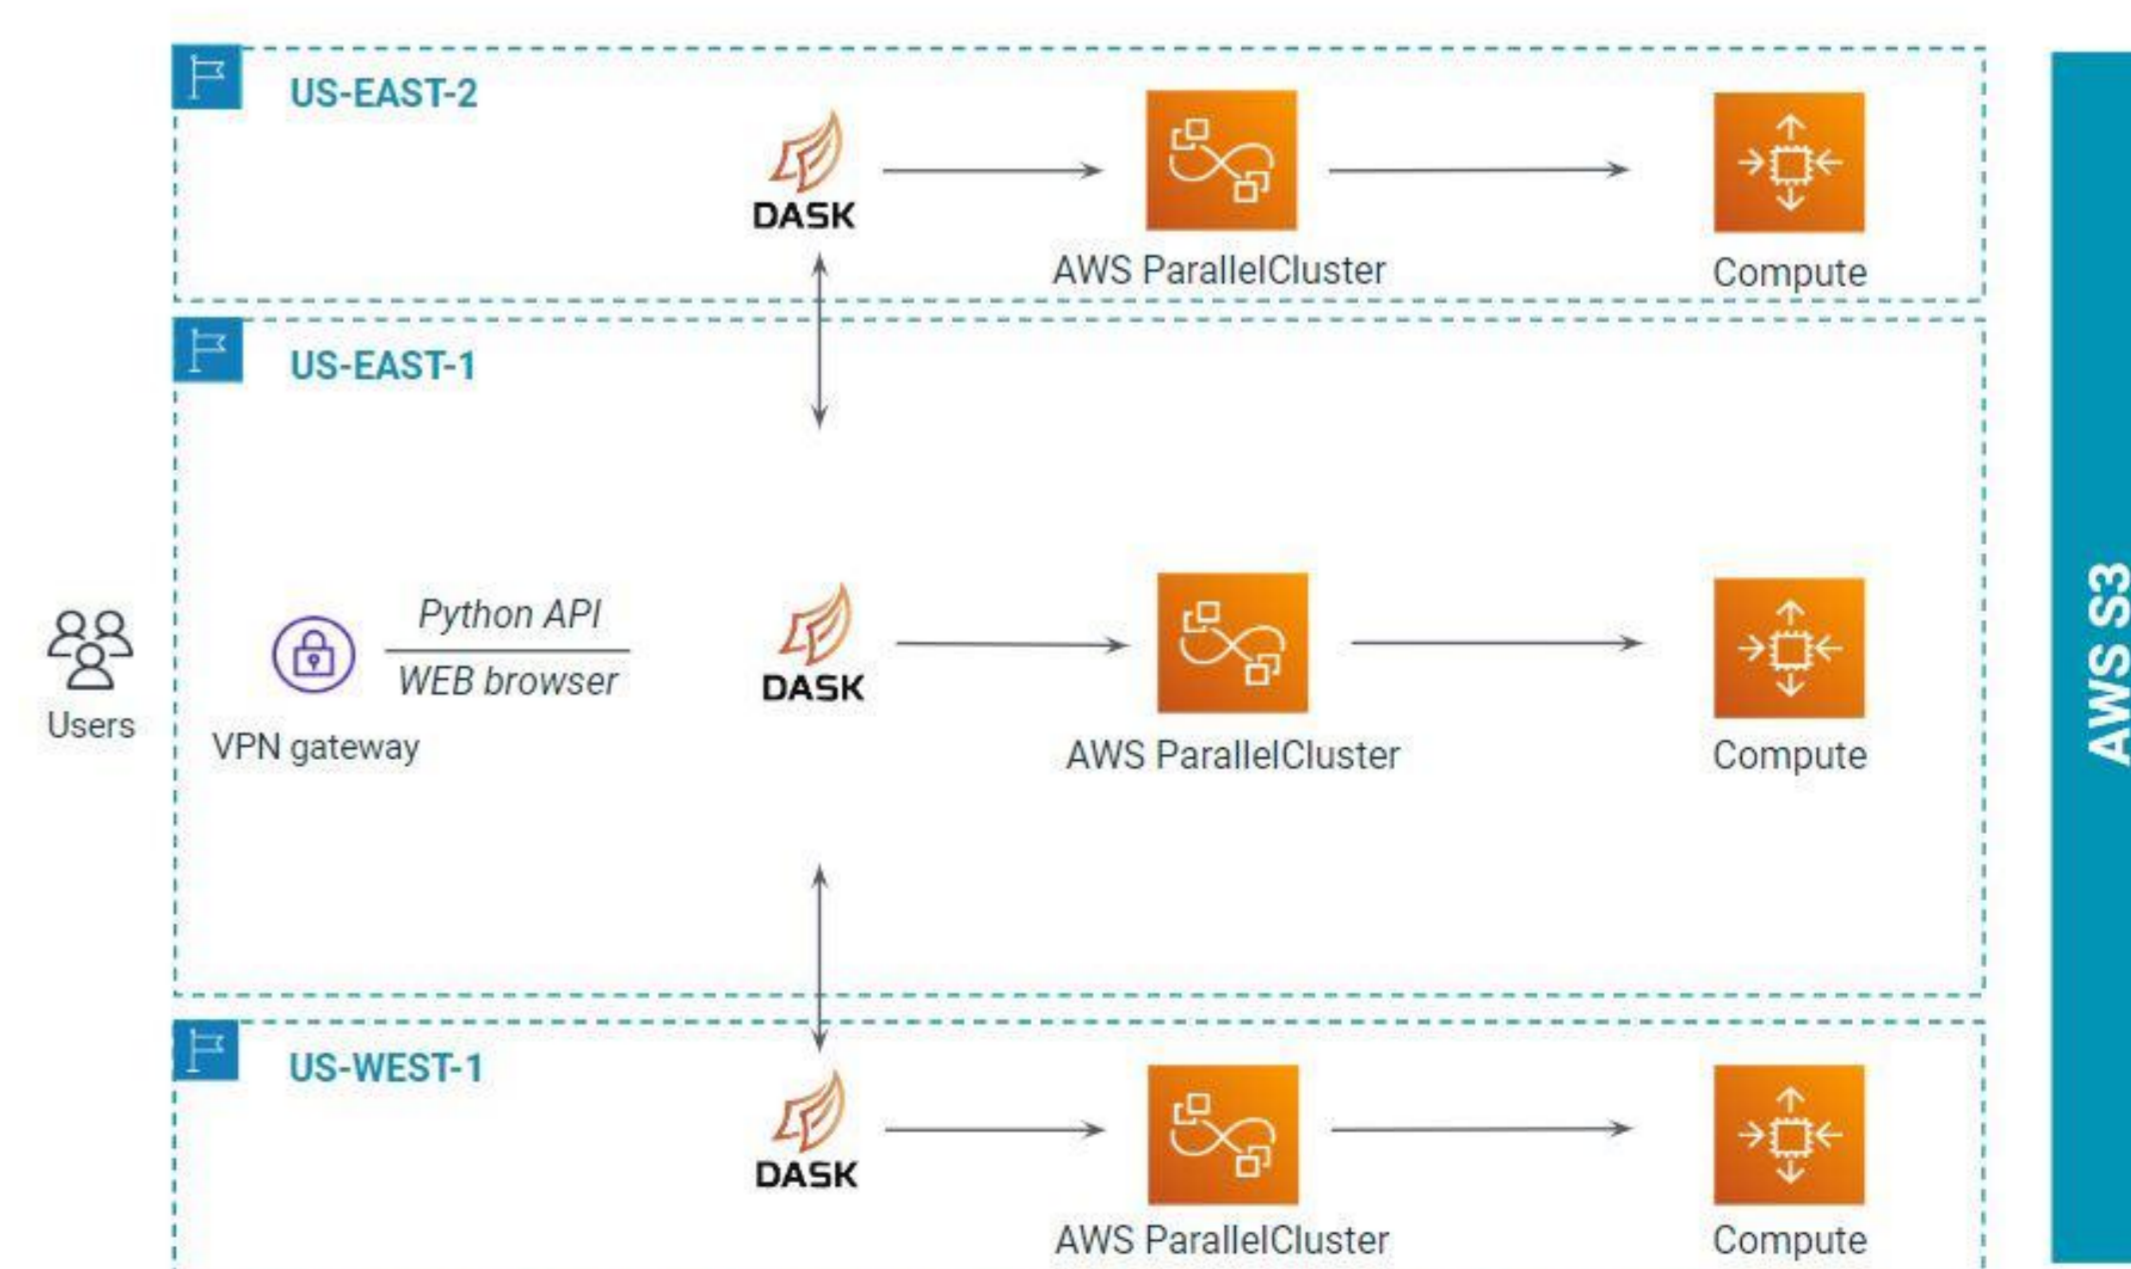 US-EAST-2
DASK
AWS ParallelCluster
Compute
US-EAST-1
Users
VPN gateway
Python API
WEB browser
DASK
AWS ParallelCluster
Compute
US-WEST-1
DASK
AWS ParallelCluster
Compute
AWS S3